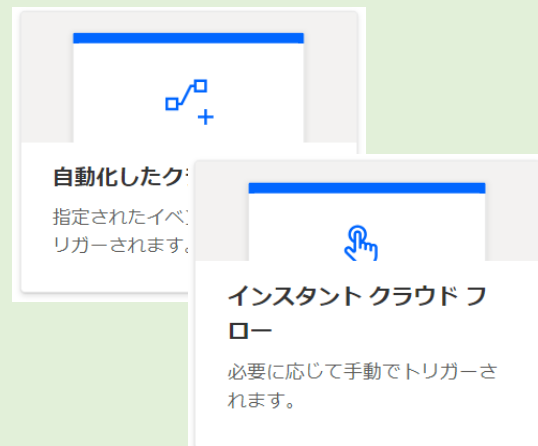 自動化したク
指定されたイベ
リガーされます。
インスタント クラウド フ
ロー
必要に応じて手動でトリガーさ
れます。